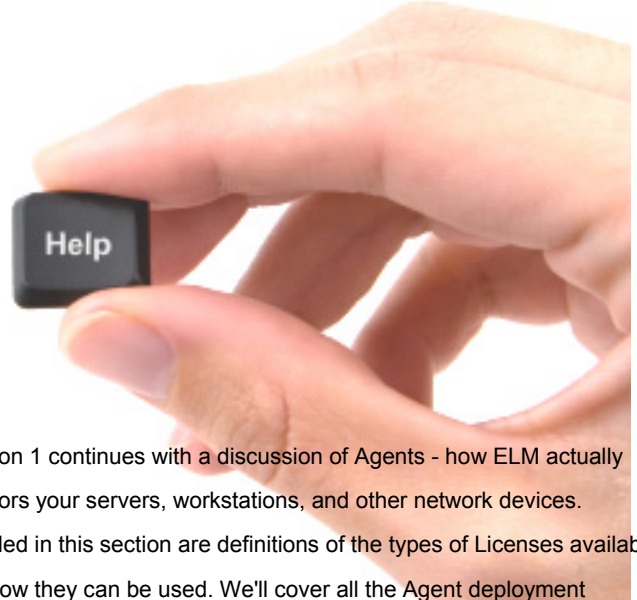 Help
on 1 continues with a discussion of Agents - how ELM actually
ors your servers, workstations, and other network devices.
led in this section are definitions of the types of Licenses availab
ow they can be used. We'll cover all the Agent deployment